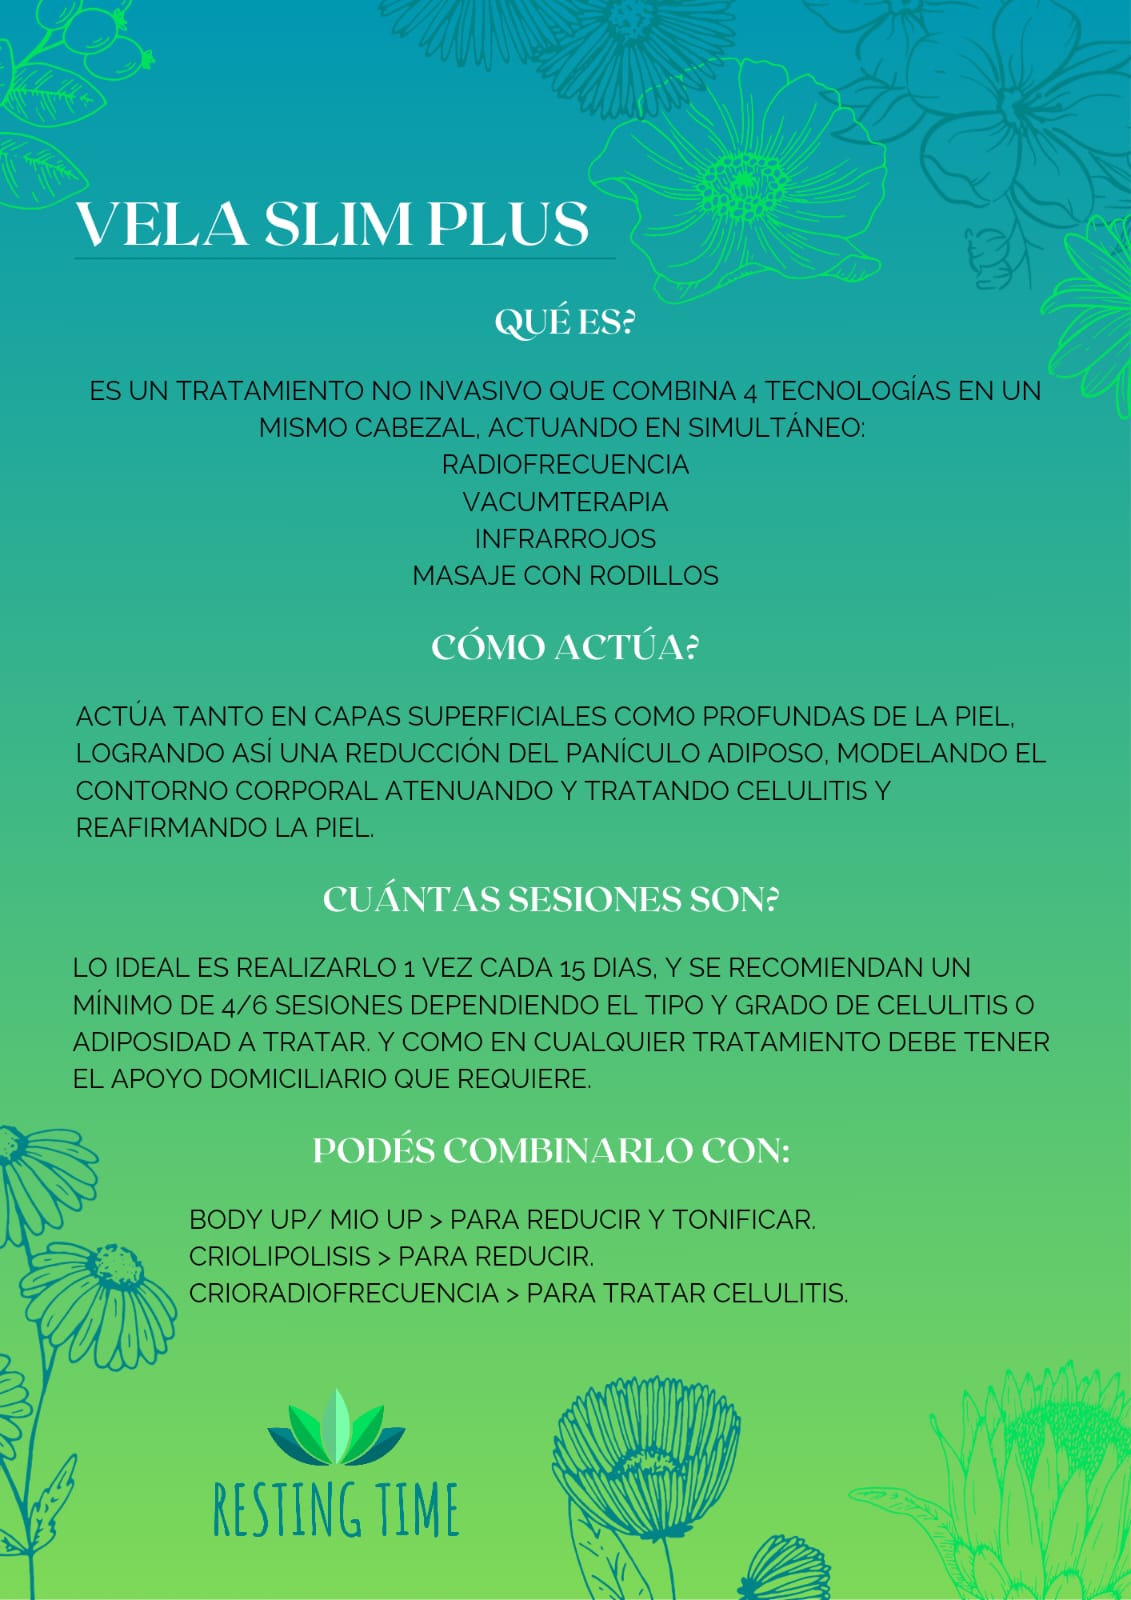 VELA SLIM PLUS
QUÉ ES?
ES UN TRATAMIENTO NO INVASIVO QUE COMBINA 4 TECNOLOGÍAS EN UN
MISMO CABEZAL, ACTUANDO EN SIMULTÁNEO:
RADIOFRECUENCIA
VACUMTERAPIA
INFRARROJOS
MASAJE CON RODILLOS
CÓMO ACTÚA?
ACTÚA TANTO EN CAPAS SUPERFICIALES COMO PROFUNDAS DE LA PIEL,
LOGRANDO ASÍ UNA REDUCCIÓN DEL PANÍCULO ADIPOSO, MODELANDO EL
CONTORNO CORPORAL ATENUANDO Y TRATANDO CELULITIS Y
REAFIRMANDO LA PIEL.
CUÁNTAS SESIONES SON?
LO IDEAL ES REALIZARLO 1 VEZ CADA 15 DIAS, Y SE RECOMIENDAN UN
MÍNIMO DE 4/6 SESIONES DEPENDIENDO EL TIPO Y GRADO DE CELULITIS O
ADIPOSIDAD A TRATAR. Y COMO EN CUALQUIER TRATAMIENTO DEBE TENER
EL APOYO DOMICILIARIO QUE REQUIERE.
PODÉS COMBINARLO CON:
BODY UP/ MIO UP > PARA REDUCIR Y TONIFICAR.
CRIOLIPOLISIS > PARA REDUCIR.
CRIORADIOFRECUENCIA > PARA TRATAR CELULITIS.
RESTING TIME